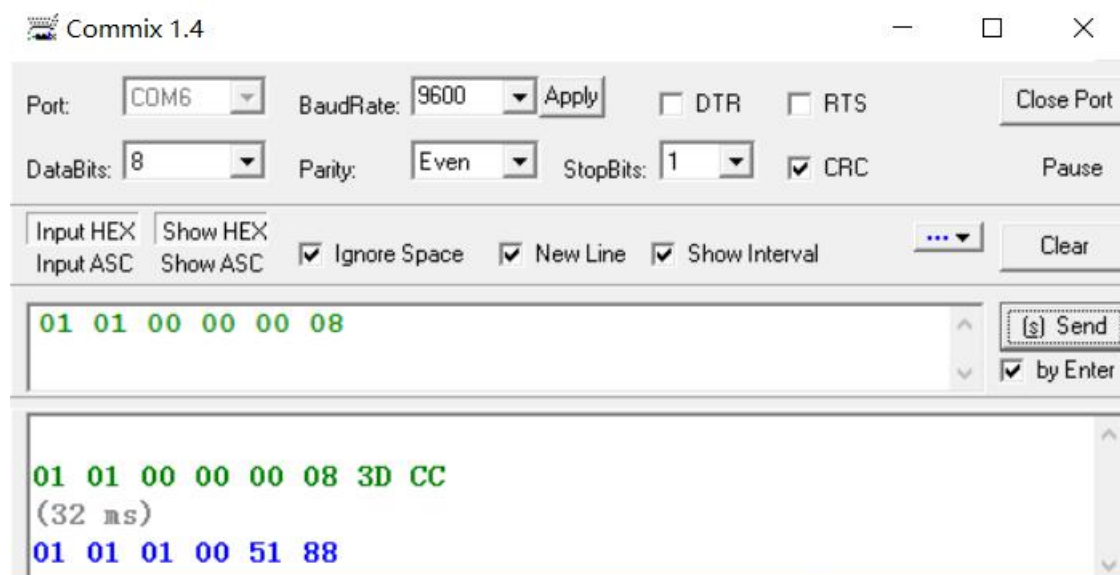 Commix 1.4
Port: COM6 BaudRate: 9600 Apply DTR RTS Close Port
DataBits: 8 Parity: Even StopBits: 1 CRC Pause
Input HEX Show HEX
Input ASC Show ASC Ignore Space New Line Show Interval ... Clear
01 01 00 00 00 08 (s) Send
by Enter
01 01 00 00 00 08 3D CC
(32 ms)
01 01 01 00 51 88